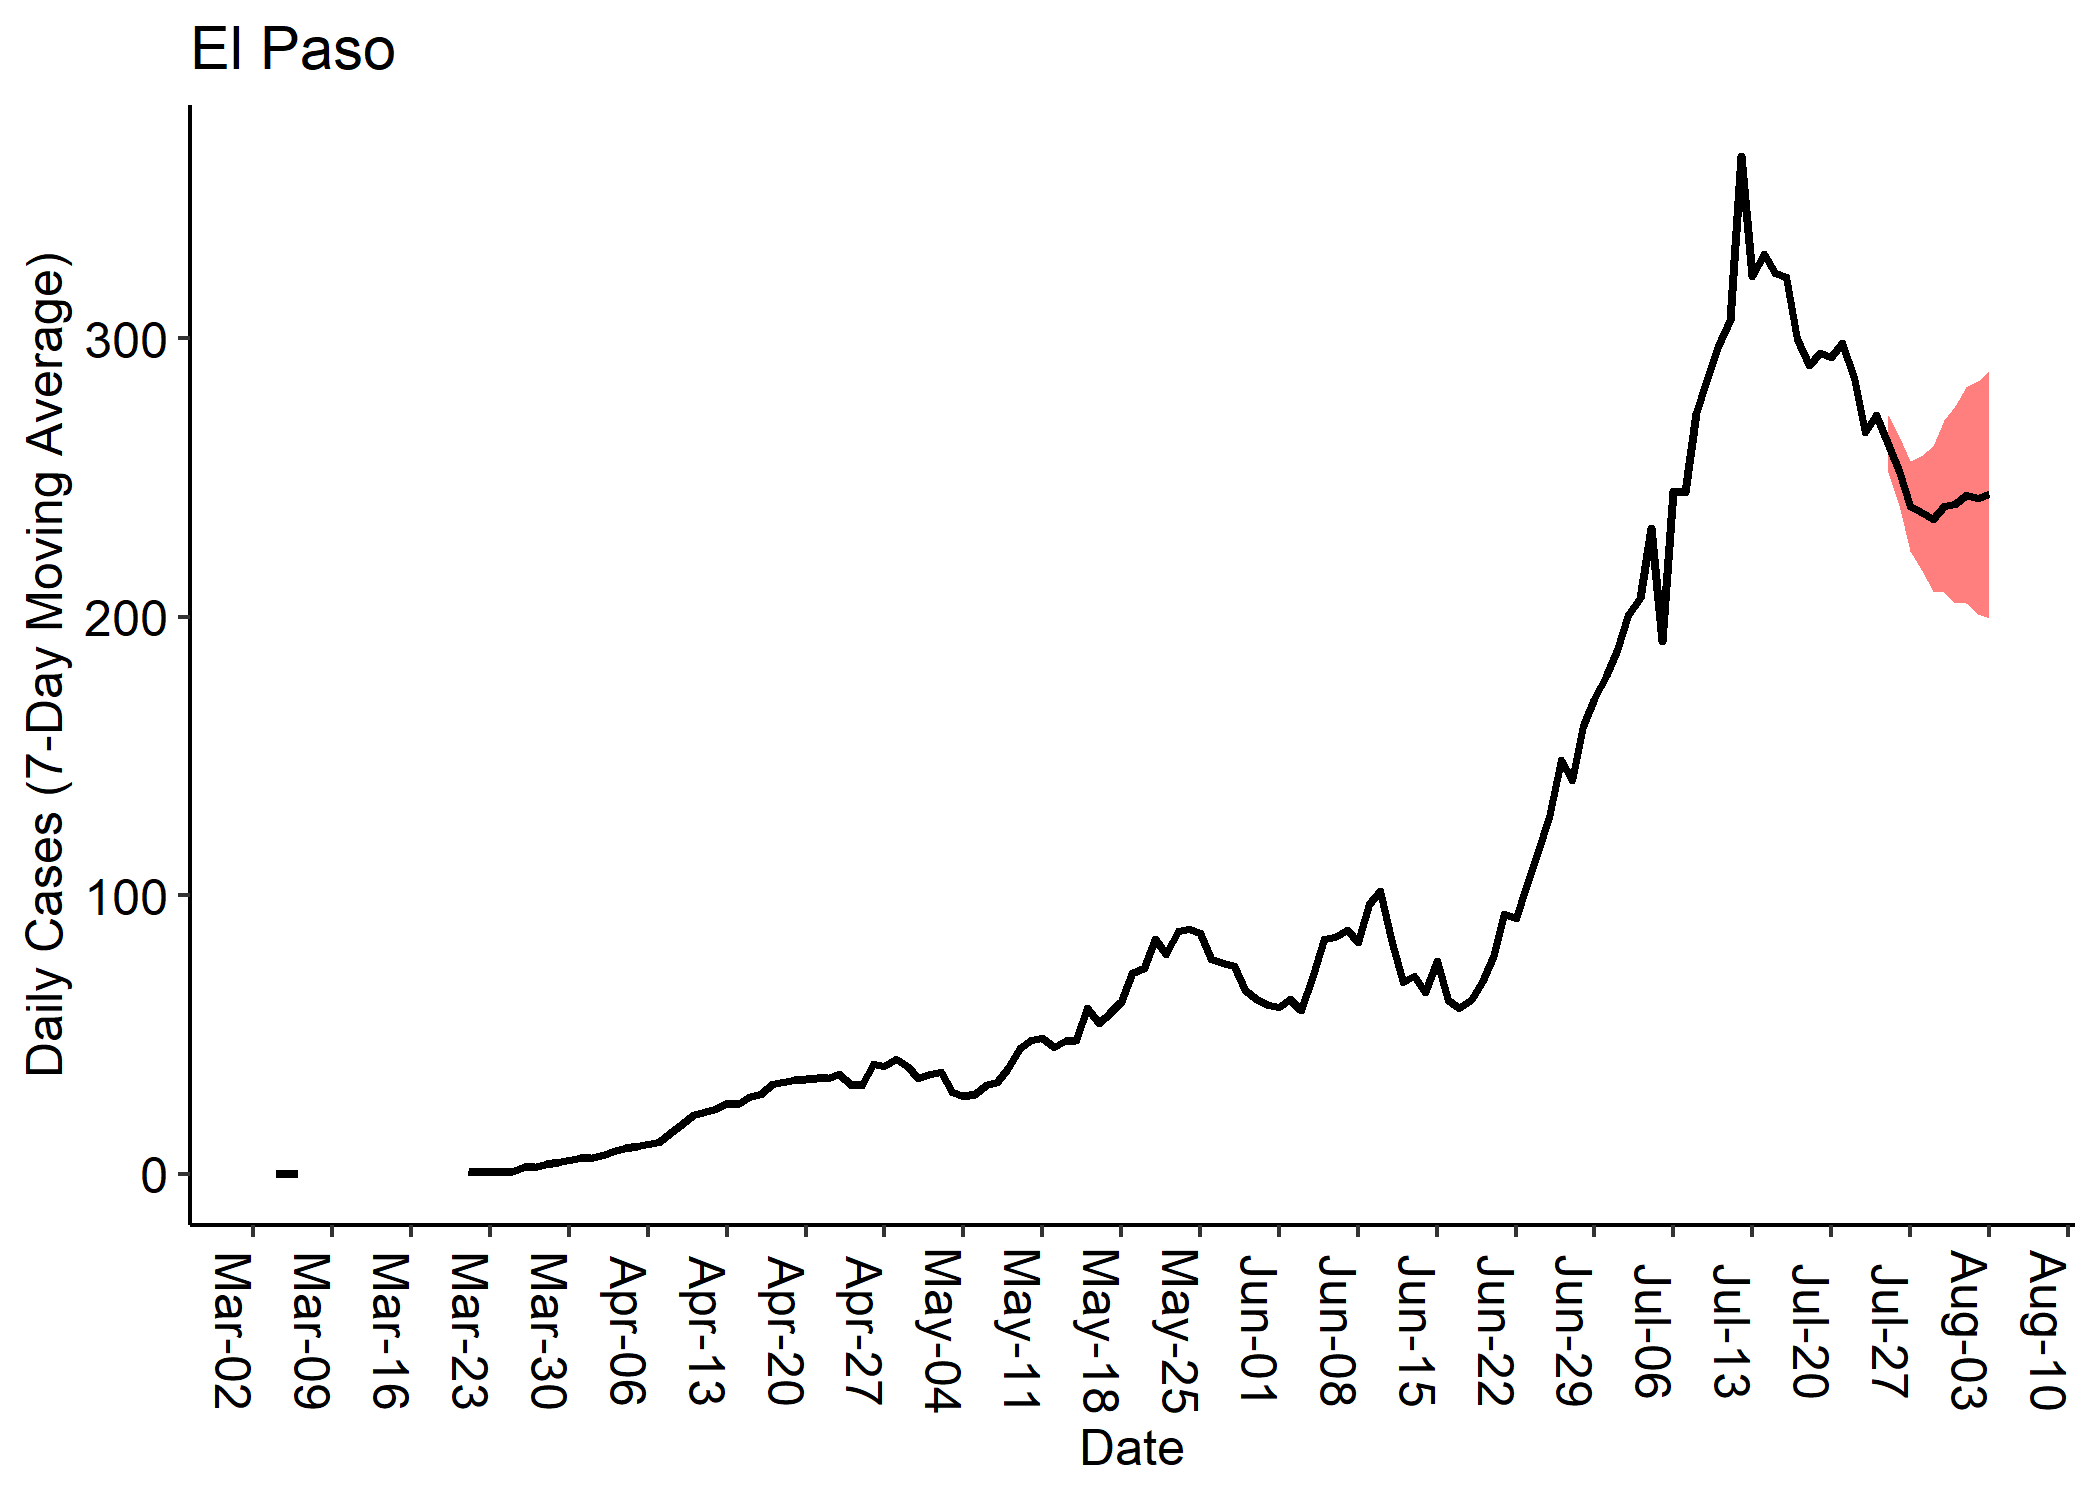 El Paso
Daily Cases (7-Day Moving Average)
300
200
100
0
Mar-02
Mar-09
Mar-16
Mar-23
Mar-30
Apr-06
Apr-13
Apr-20
Apr-27
May-04
May-11
May-18
May-25
Jun-01
Jun-08
Jun-15
Jun-22
Jun-29
Jul-06
Jul-13
Jul-20
Jul-27
Aug-03
Aug-10
Date